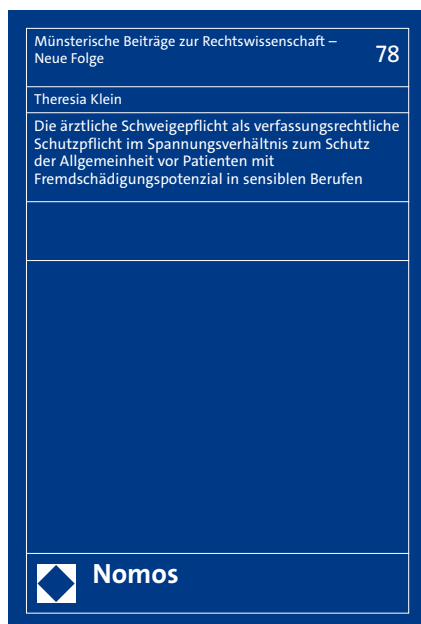 Münsterische Beiträge zur Rechtswissenschaft –
Neue Folge
78
Theresia Klein
Die ärztliche Schweigepflicht als verfassungsrechtliche
Schutzpflicht im Spannungsverhältnis zum Schutz
der Allgemeinheit vor Patienten mit
Fremdschädigungspotenzial in sensiblen Berufen
Nomos